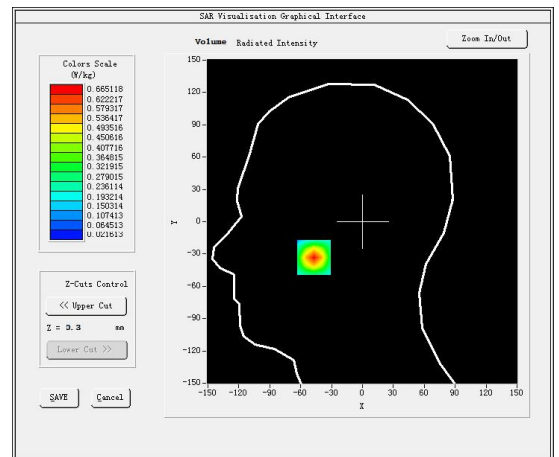 SAR Visualisation Graphical Interface
Volume Radiated Intensity
Zoom In/Out
Colors Scale
(W/kg)
0.665118
0.622217
0.579317
0.536417
0.493516
0.450616
0.407716
0.364815
0.321915
0.279015
0.236114
0.193214
0.150314
0.107413
0.064513
0.021613
Z-Cuts Control
<< Upper Cut
Z = 0.3 mm
Lower Cut >>
SAVE Cancel
150
120
90
60
30
0
-30
-60
-90
-120
-150
Y
-150 -120 -90 -60 -30 0 30 60 90 120 150
X